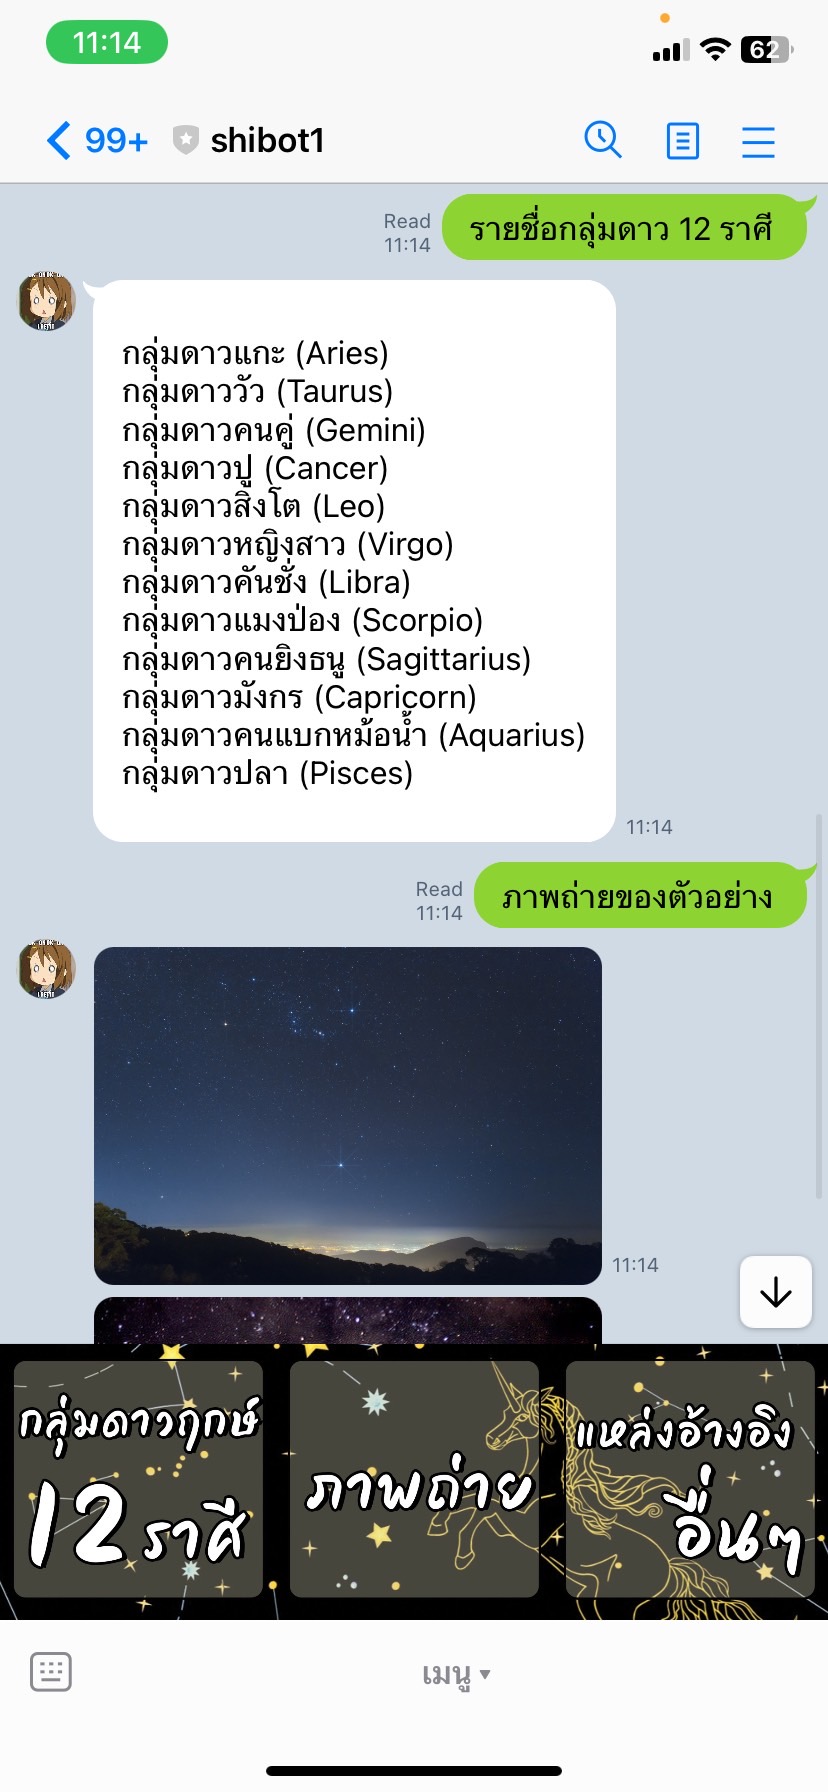 11:14
62
99+
shibot1
Read
11:14
รายชื่อกลุ่มดาว 12 ราศี
กลุ่มดาวแกะ (Aries)
กลุ่มดาววัว (Taurus)
กลุ่มดาวคนคู่ (Gemini)
กลุ่มดาวปู (Cancer)
กลุ่มดาวสิงโต (Leo)
กลุ่มดาวหญิงสาว (Virgo)
กลุ่มดาวคันชั่ง (Libra)
กลุ่มดาวแมงป่อง (Scorpio)
กลุ่มดาวคนยิงธนู (Sagittarius)
กลุ่มดาวมังกร (Capricorn)
กลุ่มดาวคนแบกหม้อน้ำ (Aquarius)
กลุ่มดาวปลา (Pisces)
11:14
Read
11:14
ภาพถ่ายของตัวอย่าง
11:14
กลุ่มดาวฤกษ์
12 ราศี
ภาพถ่าย
แหล่งอ้างอิง
อื่นๆ
เมนู